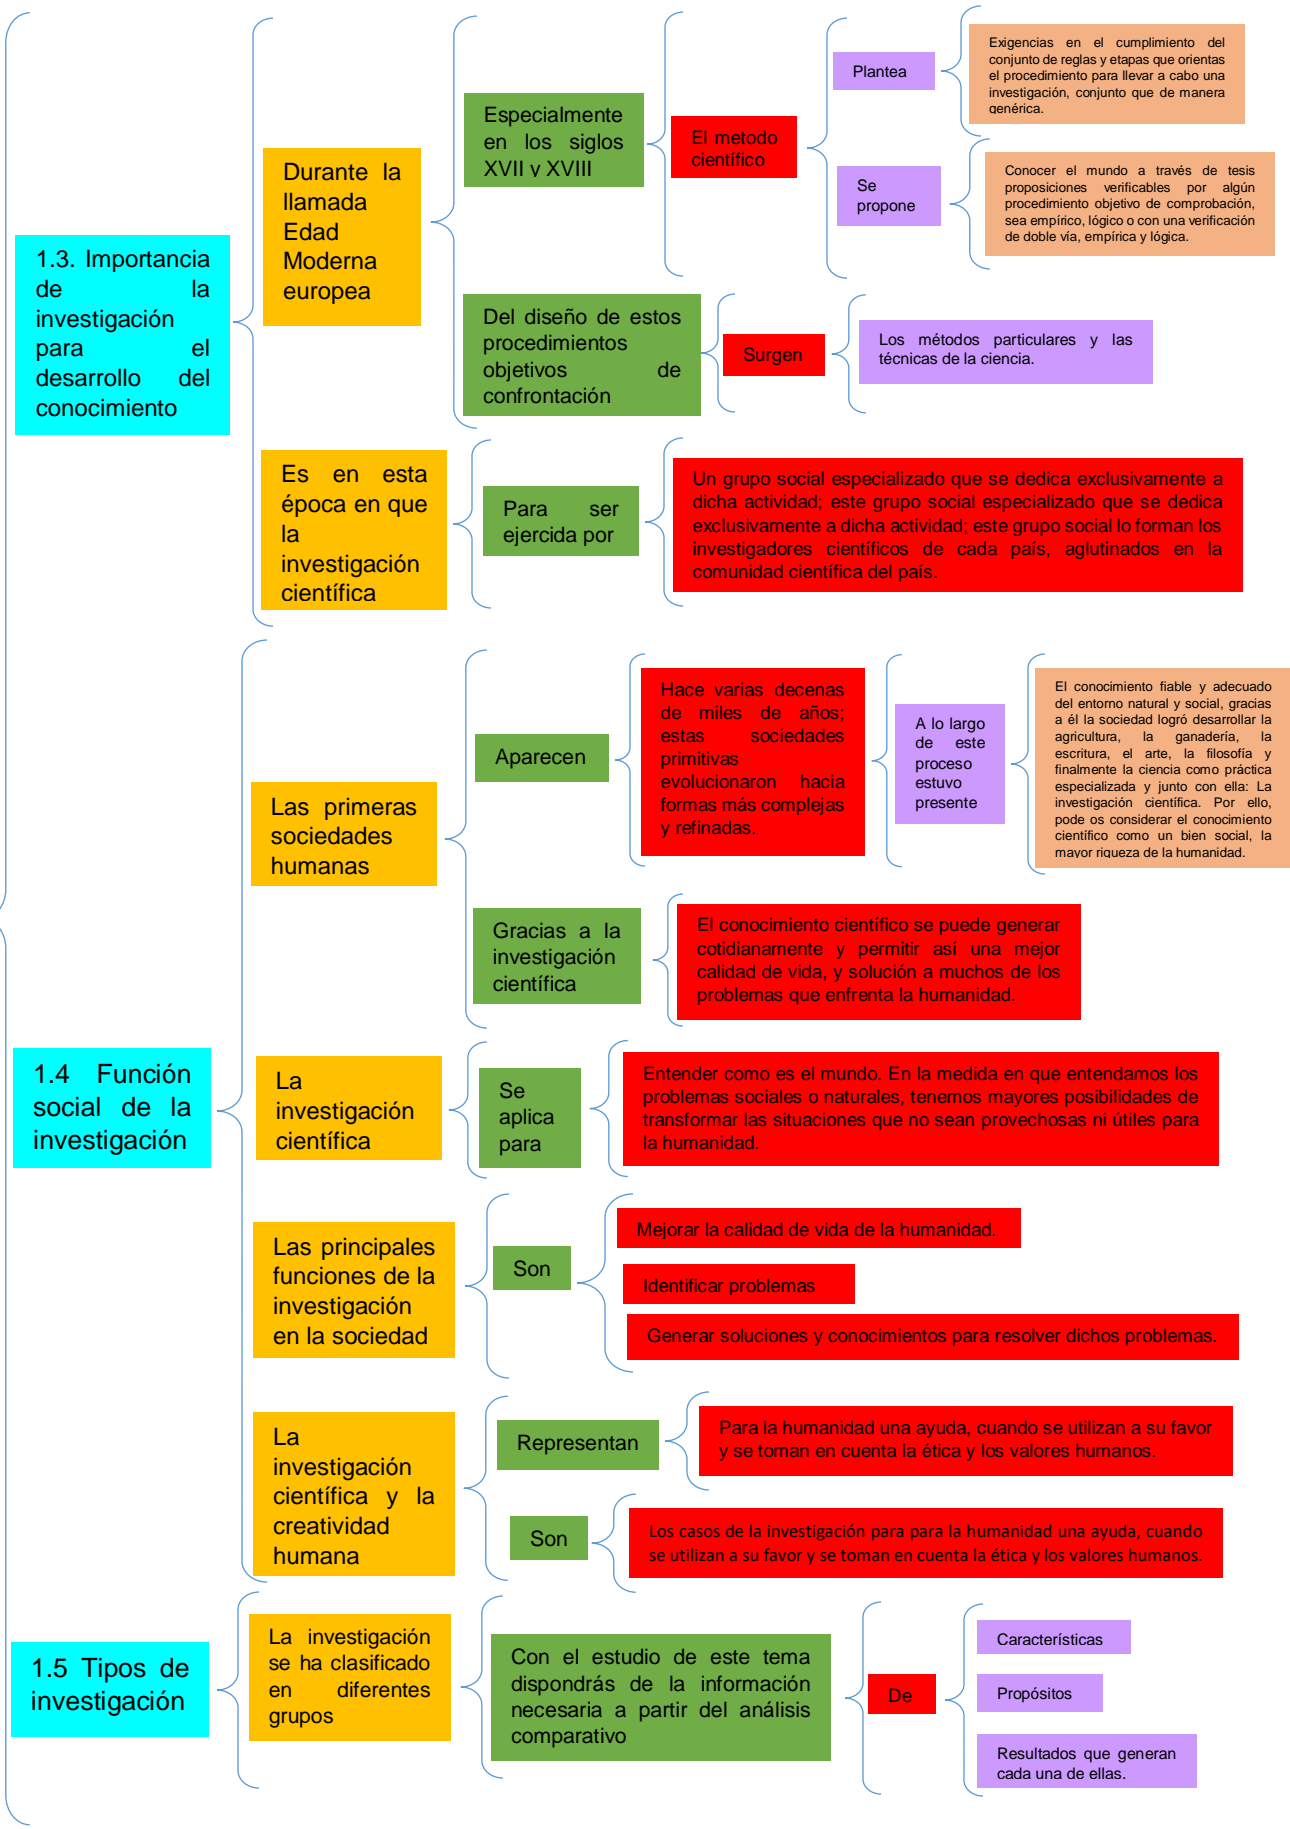 1.3. Importancia
de la
investigación
para el
desarrollo del
conocimiento
Durante la
llamada
Edad
Moderna
europea
Especialmente
en los siglos
XVII y XVIII
El metodo
científico
Plantea
Exigencias en el cumplimiento del
conjunto de reglas y etapas que orientas
el procedimiento para llevar a cabo una
investigación, conjunto que de manera
genérica.
Se
propone
Conocer el mundo a través de tesis
proposiciones verificables por algún
procedimiento objetivo de comprobación,
sea empírico, lógico o con una verificación
de doble vía, empírica y lógica.
Del diseño de estos
procedimientos
objetivos de
confrontación
Surgen
Los métodos particulares y las
técnicas de la ciencia.
Es en esta
época en que
la
investigación
científica
Para ser
ejercida por
Un grupo social especializado que se dedica exclusivamente a
dicha actividad; este grupo social especializado que se dedica
exclusivamente a dicha actividad; este grupo social lo forman los
investigadores científicos de cada país, aglutinados en la
comunidad científica del país.
1.4 Función
social de la
investigación
Las primeras
sociedades
humanas
Aparecen
Hace varias decenas
de miles de años;
estas sociedades
primitivas
evolucionaron hacia
formas más complejas
y refinadas.
A lo largo
de este
proceso
estuvo
presente
El conocimiento fiable y adecuado
del entorno natural y social, gracias
a él la sociedad logró desarrollar la
agricultura, la ganadería, la
escritura, el arte, la filosofía y
finalmente la ciencia como práctica
especializada y junto con ella: La
investigación científica. Por ello,
pode os considerar el conocimiento
científico como un bien social, la
mayor riqueza de la humanidad.
Gracias a la
investigación
científica
El conocimiento científico se puede generar
cotidianamente y permitir así una mejor
calidad de vida, y solución a muchos de los
problemas que enfrenta la humanidad.
La
investigación
científica
Se
aplica
para
Entender como es el mundo. En la medida en que entendamos los
problemas sociales o naturales, tenemos mayores posibilidades de
transformar las situaciones que no sean provechosas ni útiles para
la humanidad.
Las principales
funciones de la
investigación
en la sociedad
Son
Mejorar la calidad de vida de la humanidad.
Identificar problemas
Generar soluciones y conocimientos para resolver dichos problemas.
La
investigación
científica y la
creatividad
humana
Representan
Para la humanidad una ayuda, cuando se utilizan a su favor
y se toman en cuenta la ética y los valores humanos.
Son
Los casos de la investigación para para la humanidad una ayuda, cuando
se utilizan a su favor y se toman en cuenta la ética y los valores humanos.
1.5 Tipos de
investigación
La investigación
se ha clasificado
en diferentes
grupos
Con el estudio de este tema
dispondrás de la información
necesaria a partir del análisis
comparativo
De
Características
Propósitos
Resultados que generan
cada una de ellas.